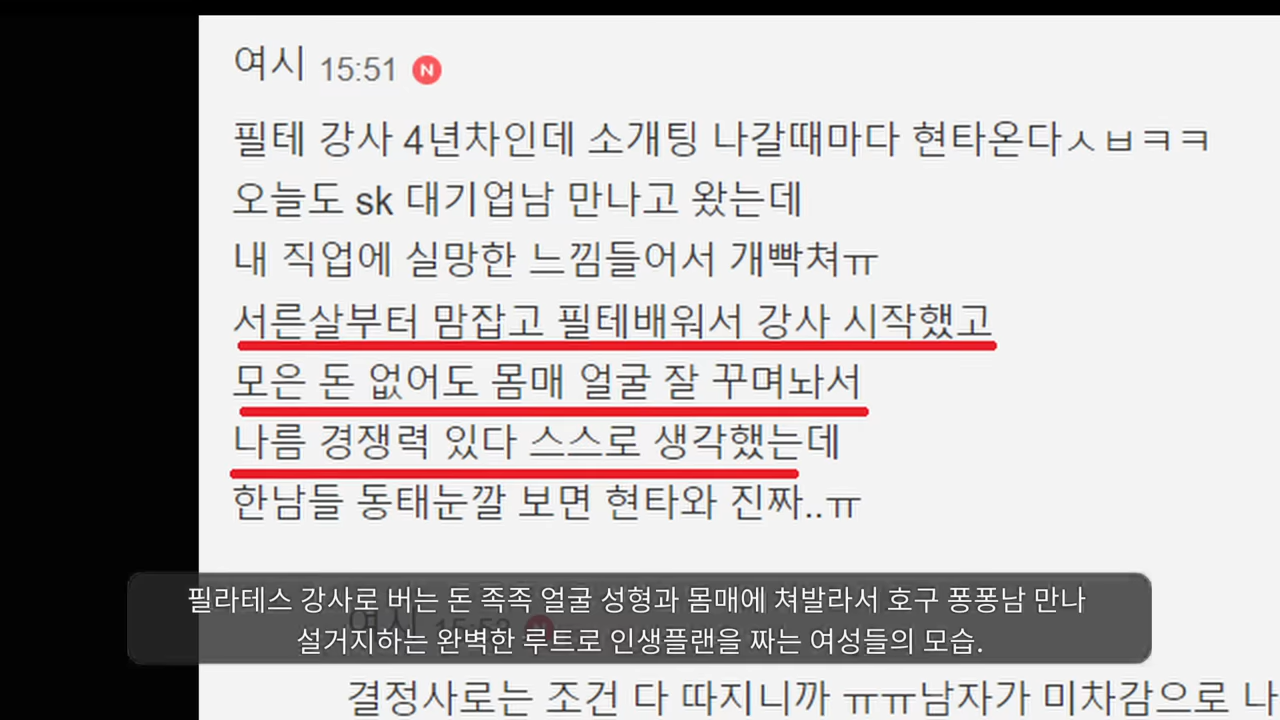 여시 15:51 N
필테 강사 4년차인데 소개팅 나갈때마다 현타온다ㅅㅂㅋㅋ
오늘도 sk 대기업남 만나고 왔는데
내 직업에 실망한 느낌들어서 개빡쳐ㅠ
서른살부터 맘잡고 필테배워서 강사 시작했고
모은 돈 없어도 몸매 얼굴 잘 꾸며놔서
나름 경쟁력 있다 스스로 생각했는데
한남들 동태눈깔 보면 현타와 진짜..ㅠ
여시 15:52
필라테스 강사로 버는 돈 족족 얼굴 성형과 몸매에 쳐발라서 호구 퐁퐁남 만나
설거지하는 완벽한 루트로 인생플랜을 짜는 여성들의 모습.
결정사로는 조건 다 따지니까 ㅠㅠ남자가 미차감으로 나